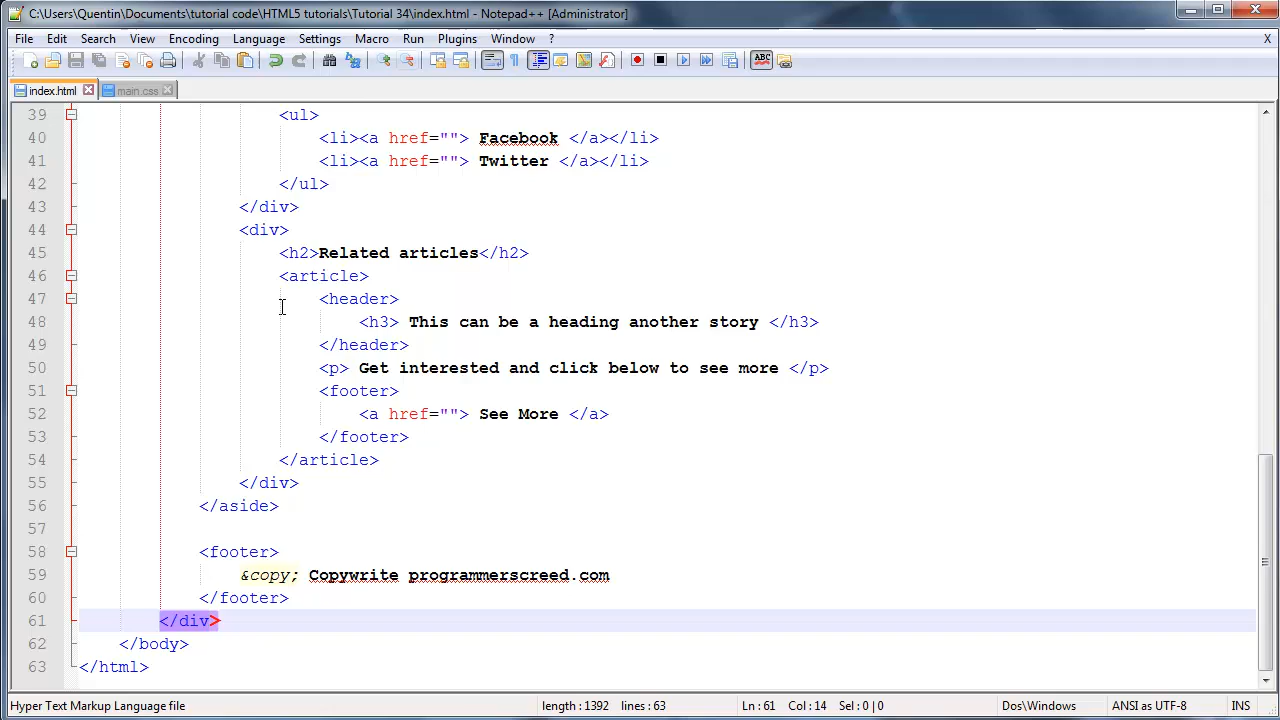 C:\Users\Quentin\Documents\tutorial code\HTML5 tutorials\Tutorial 34\index.html - Notepad++ [Administrator]
File Edit Search View Encoding Language Settings Macro Run Plugins Window ? X
index.html main.css
39 <ul>
40 <li><a href=""> Facebook </a></li>
41 <li><a href=""> Twitter </a></li>
42 </ul>
43 </div>
44 <div>
45 <h2>Related articles</h2>
46 <article>
47 <header>
48 <h3> This can be a heading another story </h3>
49 </header>
50 <p> Get interested and click below to see more </p>
51 <footer>
52 <a href=""> See More </a>
53 </footer>
54 </article>
55 </div>
56 </aside>
57
58 <footer>
59 &copy; Copywrite programmerscreed.com
60 </footer>
61 </div>
62 </body>
63 </html>
Hyper Text Markup Language file length : 1392 lines : 63 Ln : 61 Col : 14 Sel : 0 | 0 Dos\Windows ANSI as UTF-8 INS